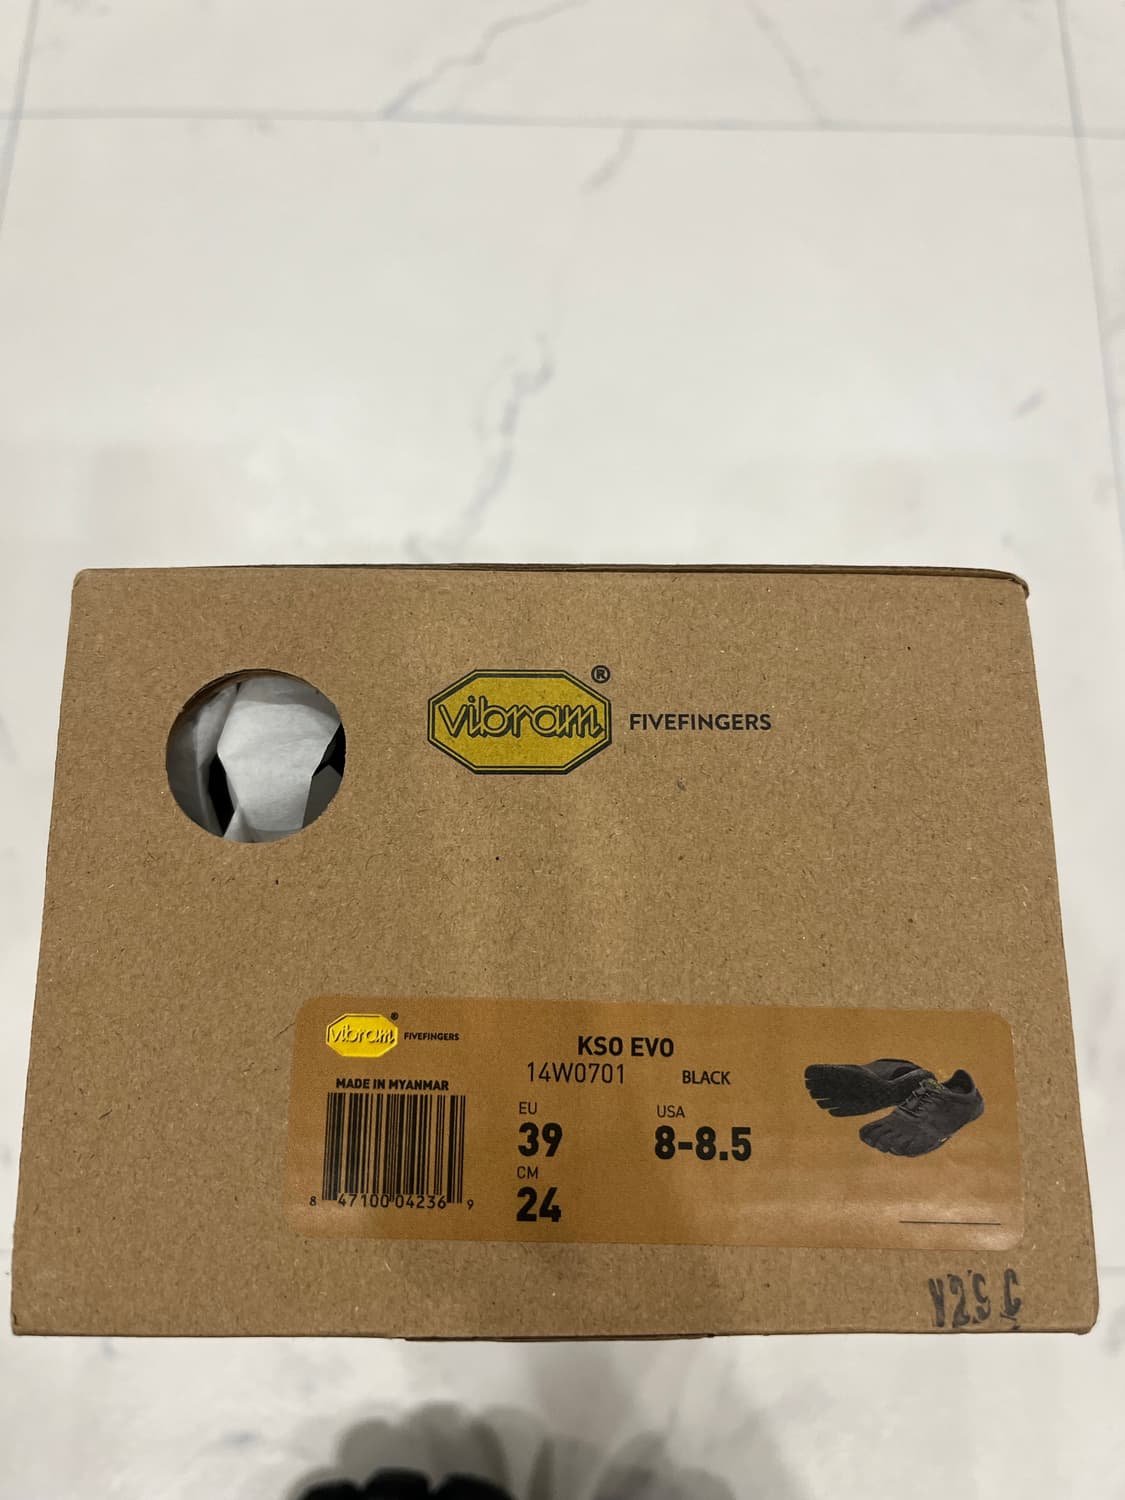 vibram® FIVEFINGERS
vibram® FIVEFINGERS
KSO EVO
14W0701 BLACK
MADE IN MYANMAR
EU
39
USA
8-8.5
CM
24
8 47100 04236 9